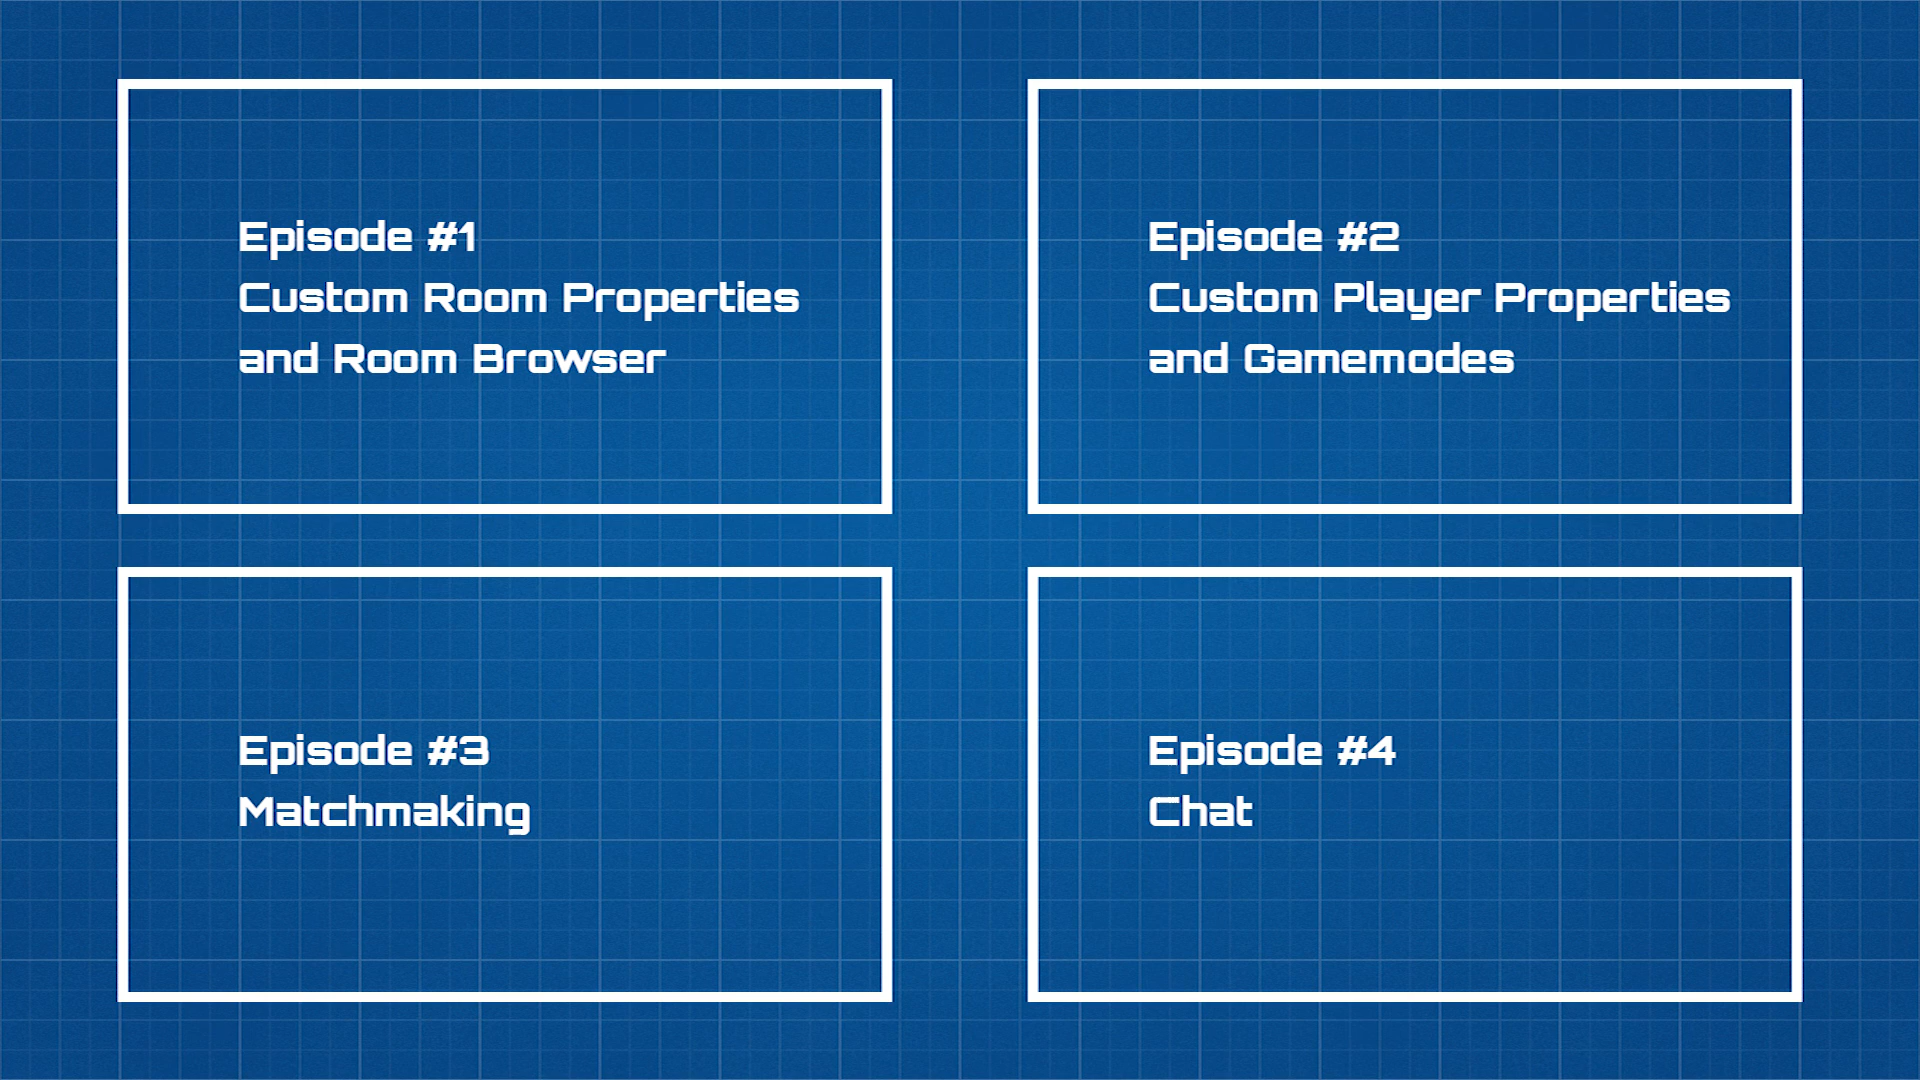 Episode #1
Custom Room Properties
and Room Browser
Episode #2
Custom Player Properties
and Gamemodes
Episode #3
Matchmaking
Episode #4
Chat